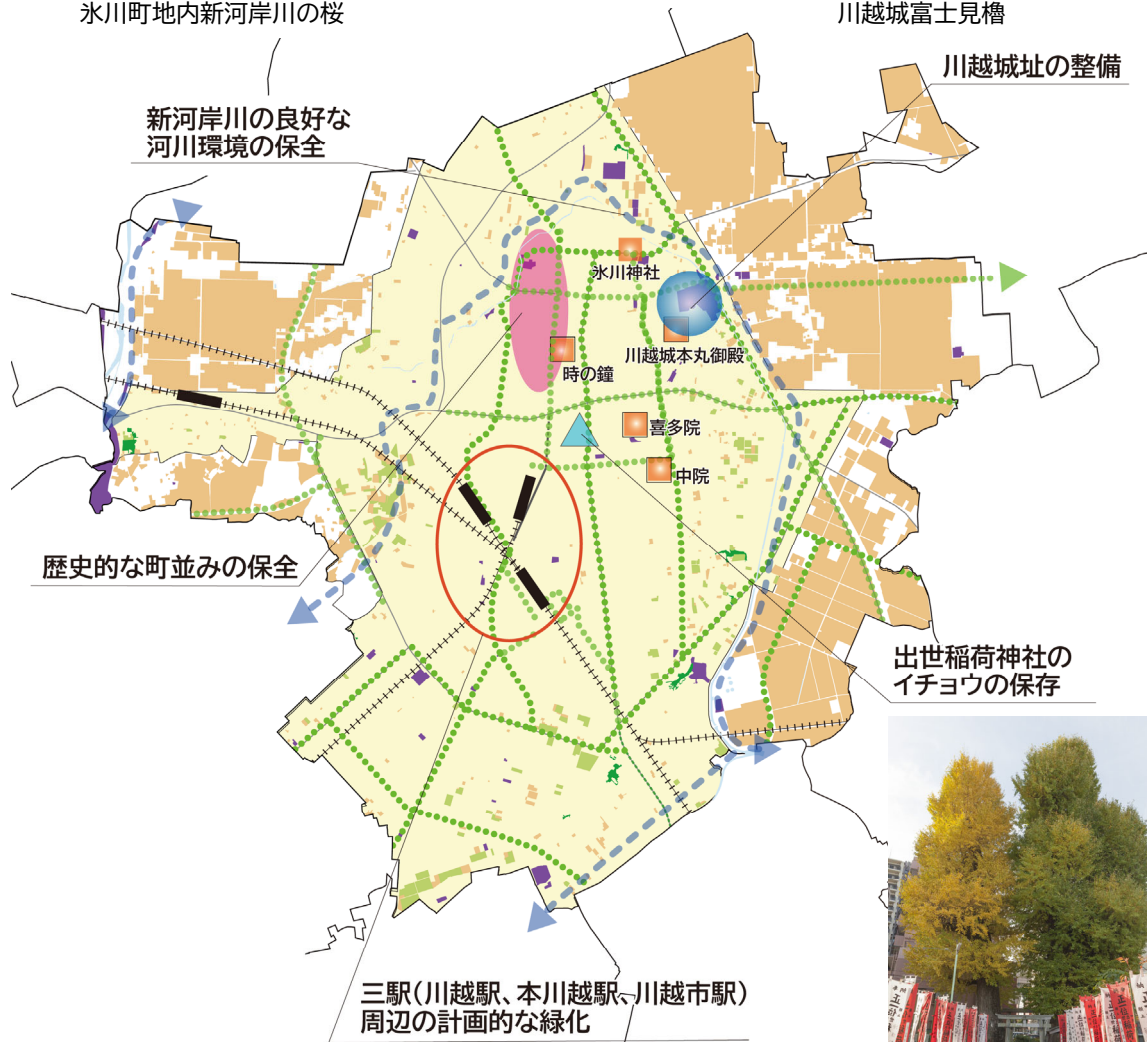 氷川町地内新河岸川の桜
川越城富士見櫓
川越城址の整備
新河岸川の良好な
河川環境の保全
氷川神社
川越城本丸御殿
時の鐘
喜多院
中院
歴史的な町並みの保全
出世稲荷神社の
イチョウの保存
三駅（川越駅、本川越駅、川越市駅）
周辺の計画的な緑化